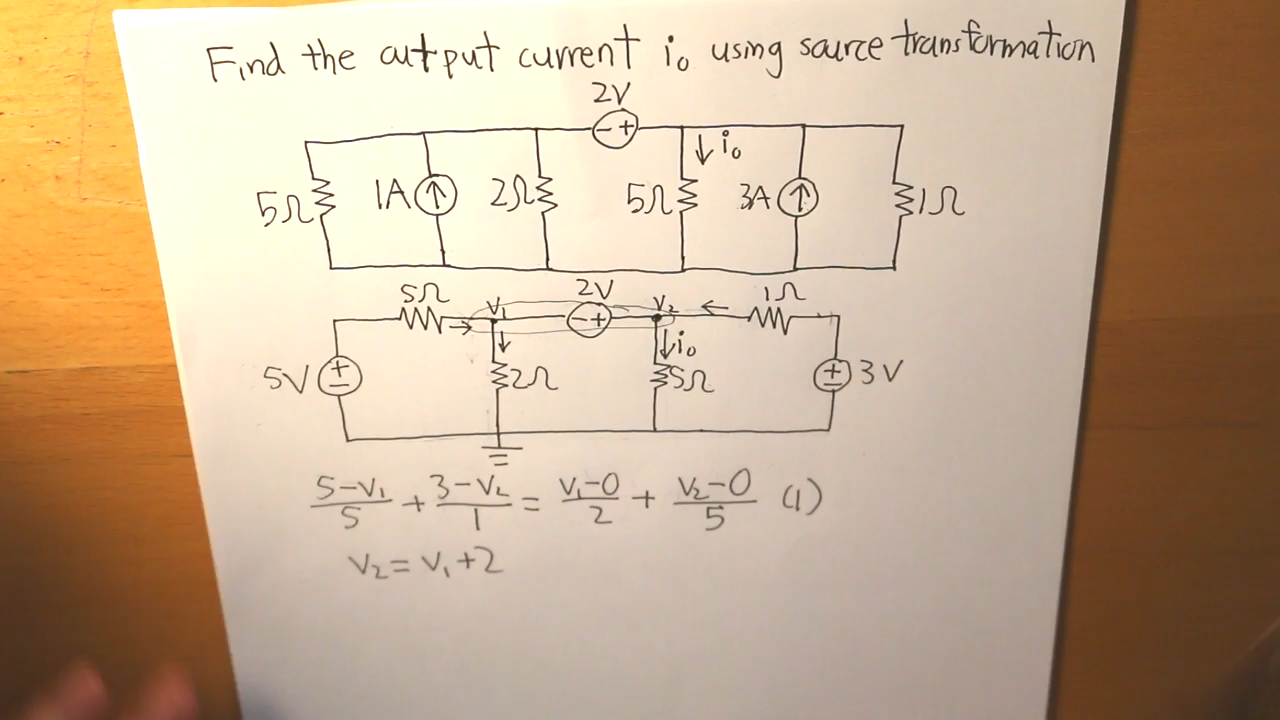 Find the output current i₀ using source transformation
2V
- +
i₀
5Ω 1A 2Ω 5Ω 3A 1Ω
5Ω V₁ 2V V₂ 1Ω
- +
i₀
5V + - 2Ω 5Ω + - 3V
5-V₁/5 + 3-V₂/1 = V₁-0/2 + V₂-0/5 (1)
V₂ = V₁+2